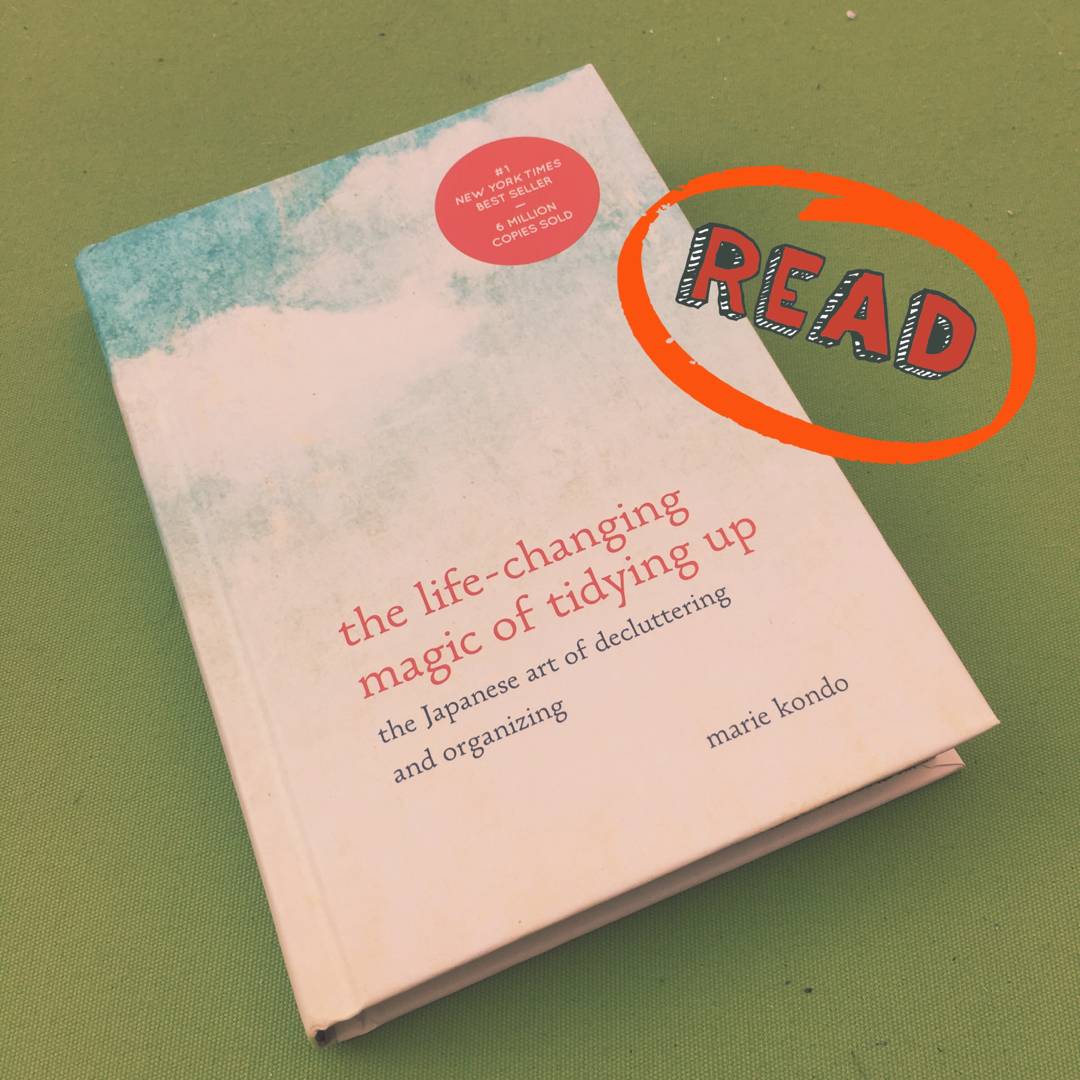 #1
NEW YORK TIMES
BEST SELLER
—
6 MILLION
COPIES SOLD
READ
the life-changing
magic of tidying up
the Japanese art of decluttering
and organizing
marie kondo